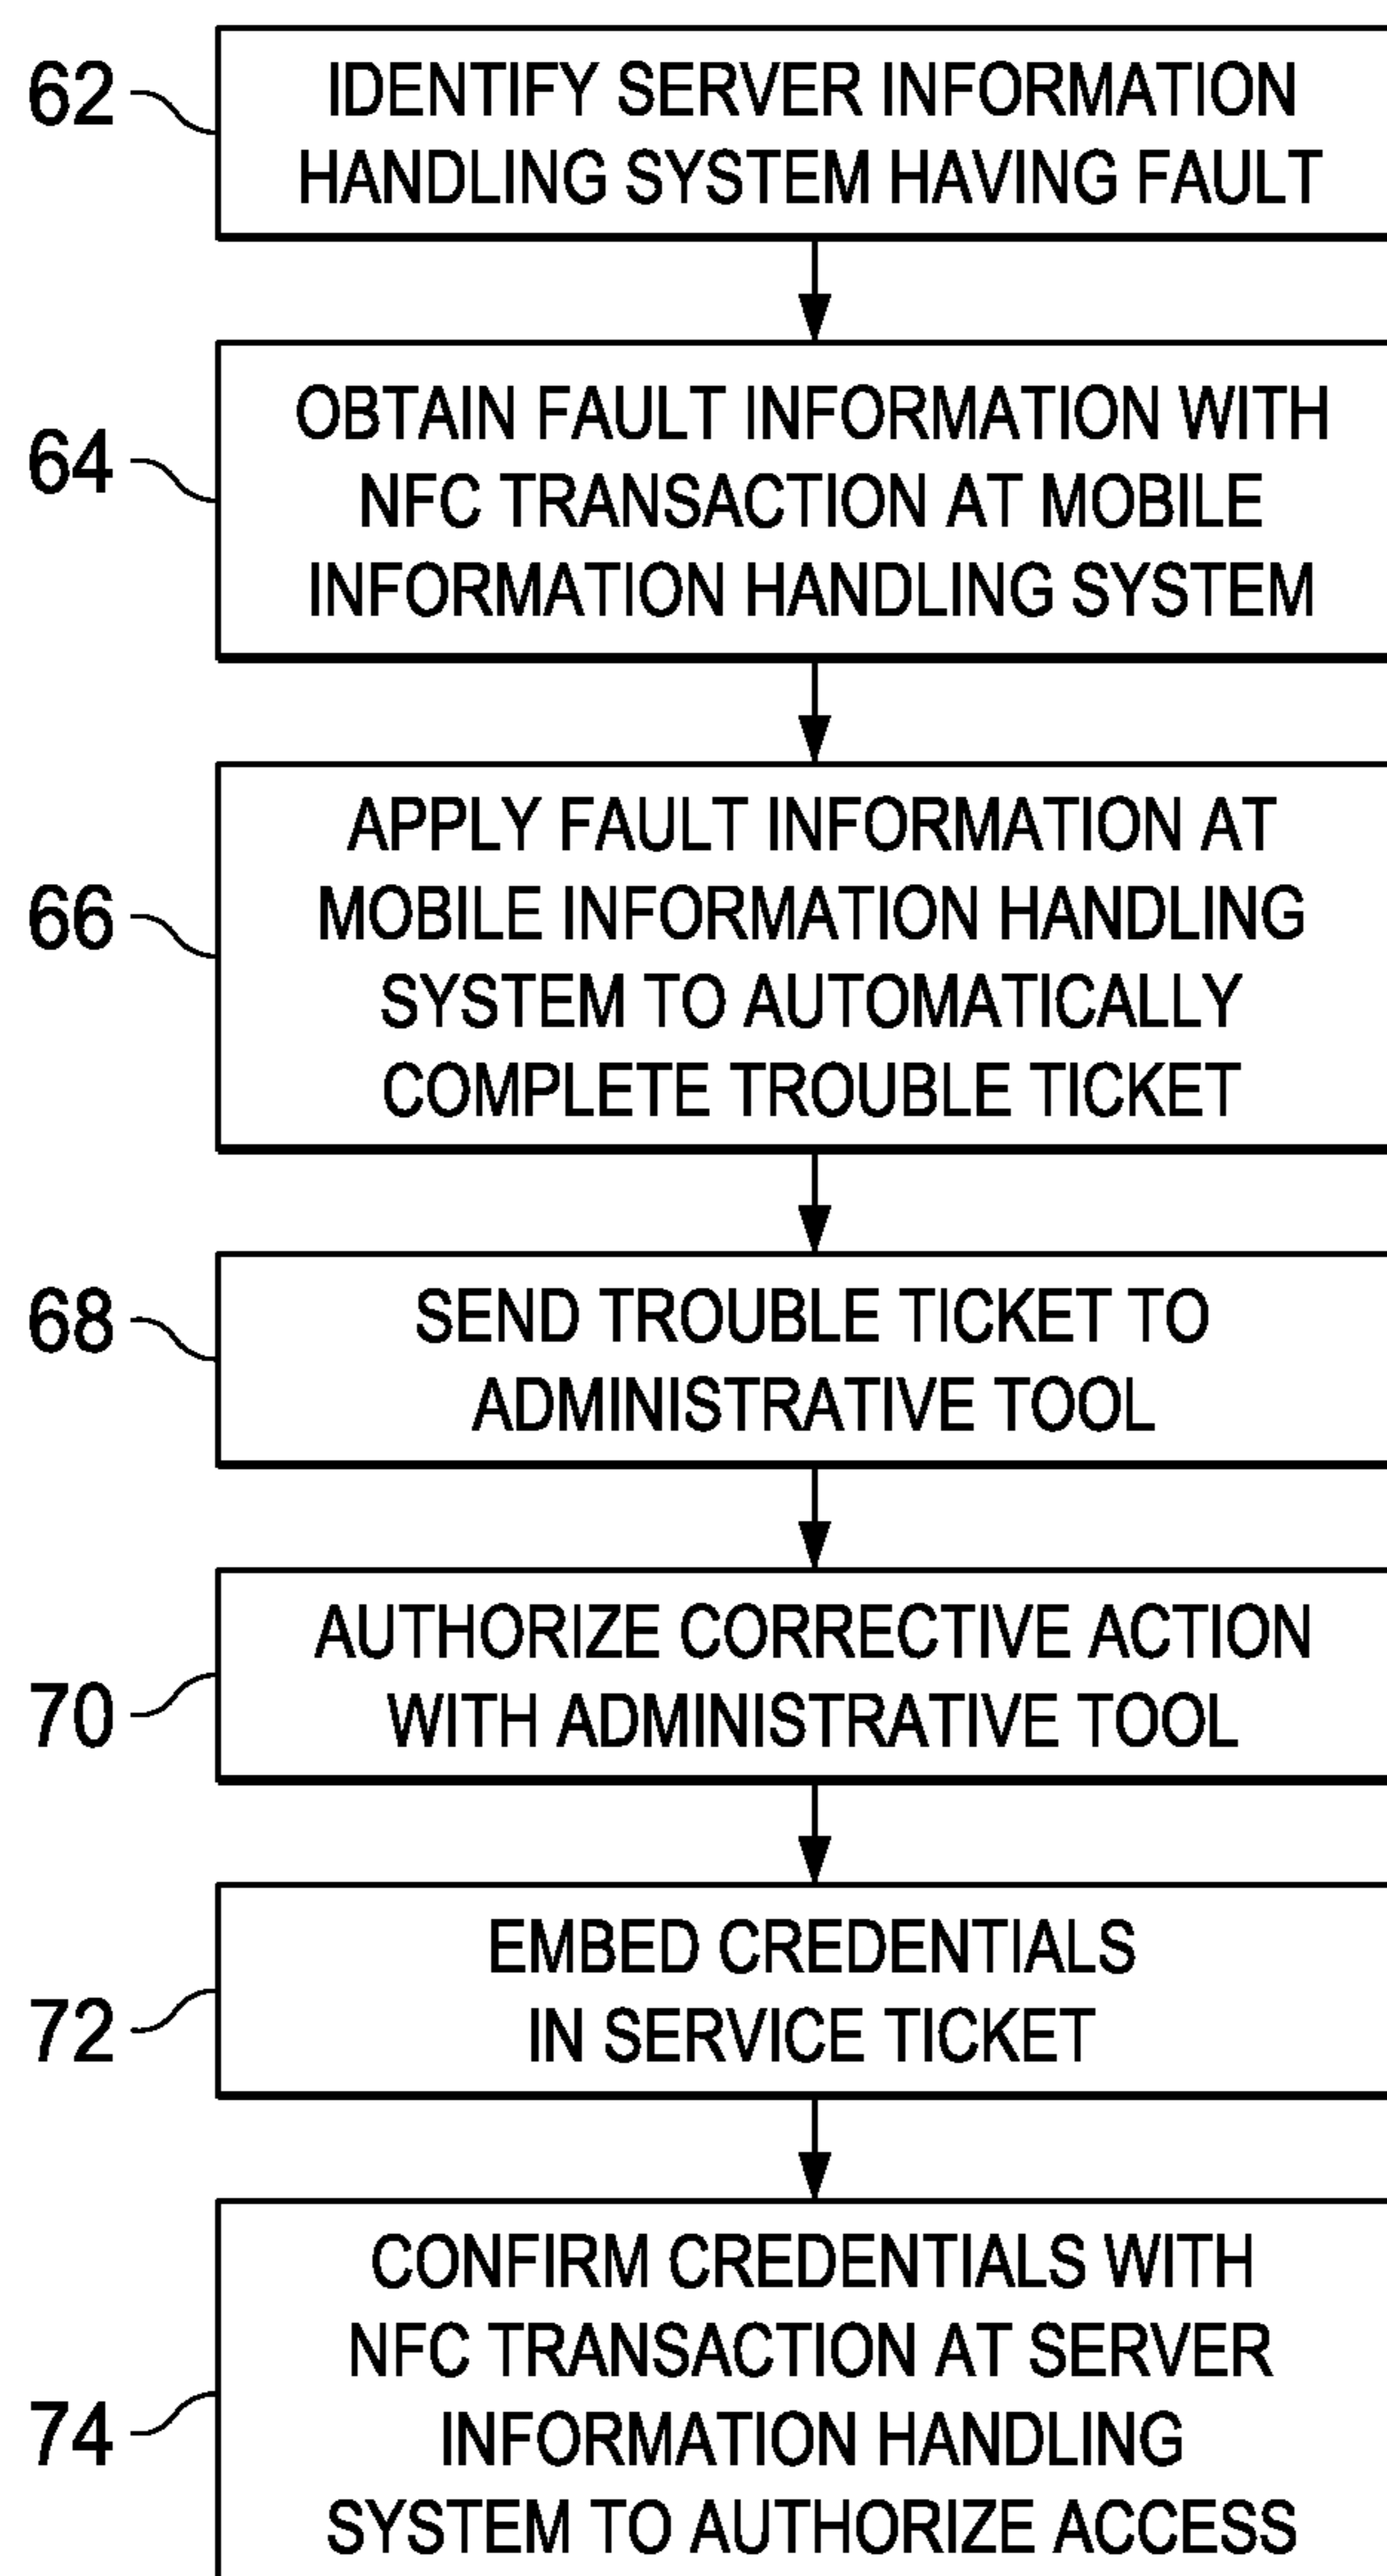 62
IDENTIFY SERVER INFORMATION
HANDLING SYSTEM HAVING FAULT
64
OBTAIN FAULT INFORMATION WITH
NFC TRANSACTION AT MOBILE
INFORMATION HANDLING SYSTEM
66
APPLY FAULT INFORMATION AT
MOBILE INFORMATION HANDLING
SYSTEM TO AUTOMATICALLY
COMPLETE TROUBLE TICKET
68
SEND TROUBLE TICKET TO
ADMINISTRATIVE TOOL
70
AUTHORIZE CORRECTIVE ACTION
WITH ADMINISTRATIVE TOOL
72
EMBED CREDENTIALS
IN SERVICE TICKET
74
CONFIRM CREDENTIALS WITH
NFC TRANSACTION AT SERVER
INFORMATION HANDLING
SYSTEM TO AUTHORIZE ACCESS